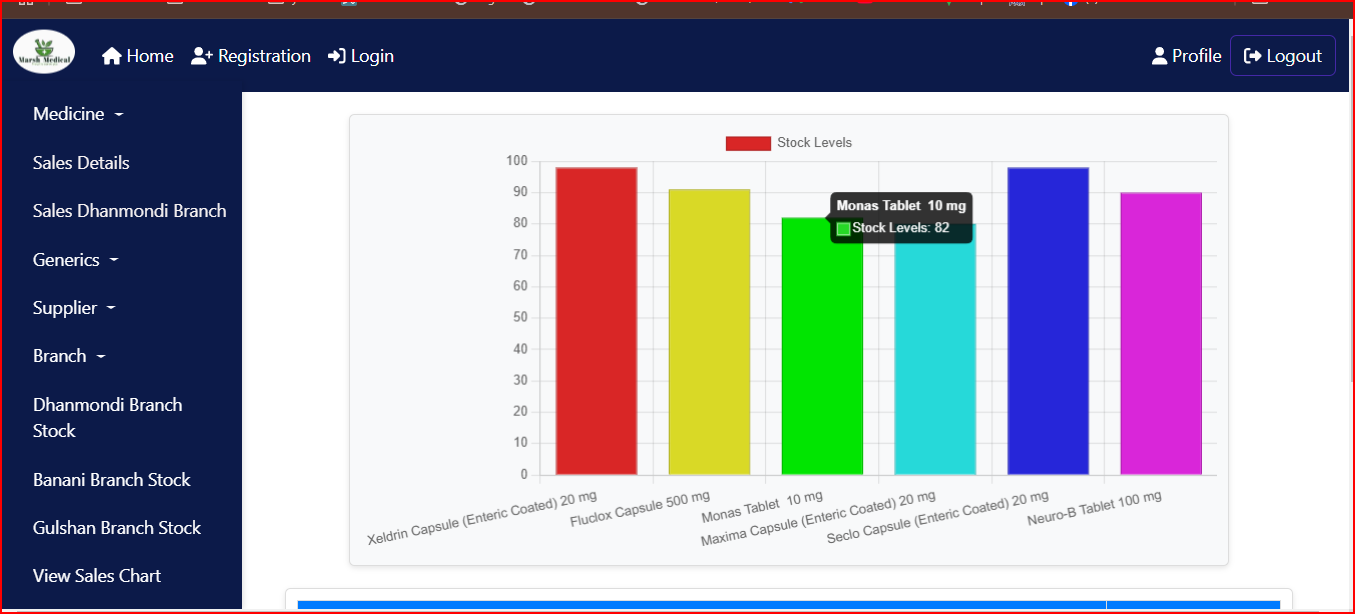 Marsh Medical
Home
Registration
Login
Profile
Logout
Medicine
Sales Details
Sales Dhanmondi Branch
Generics
Supplier
Branch
Dhanmondi Branch
Stock
Banani Branch Stock
Gulshan Branch Stock
View Sales Chart
Stock Levels
100
90
80
70
60
50
40
30
20
10
0
Monas Tablet  10 mg
Stock Levels: 82
Xeldrin Capsule (Enteric Coated) 20 mg
Fluclox Capsule 500 mg
Monas Tablet  10 mg
Maxima Capsule (Enteric Coated) 20 mg
Seclo Capsule (Enteric Coated) 20 mg
Neuro-B Tablet 100 mg